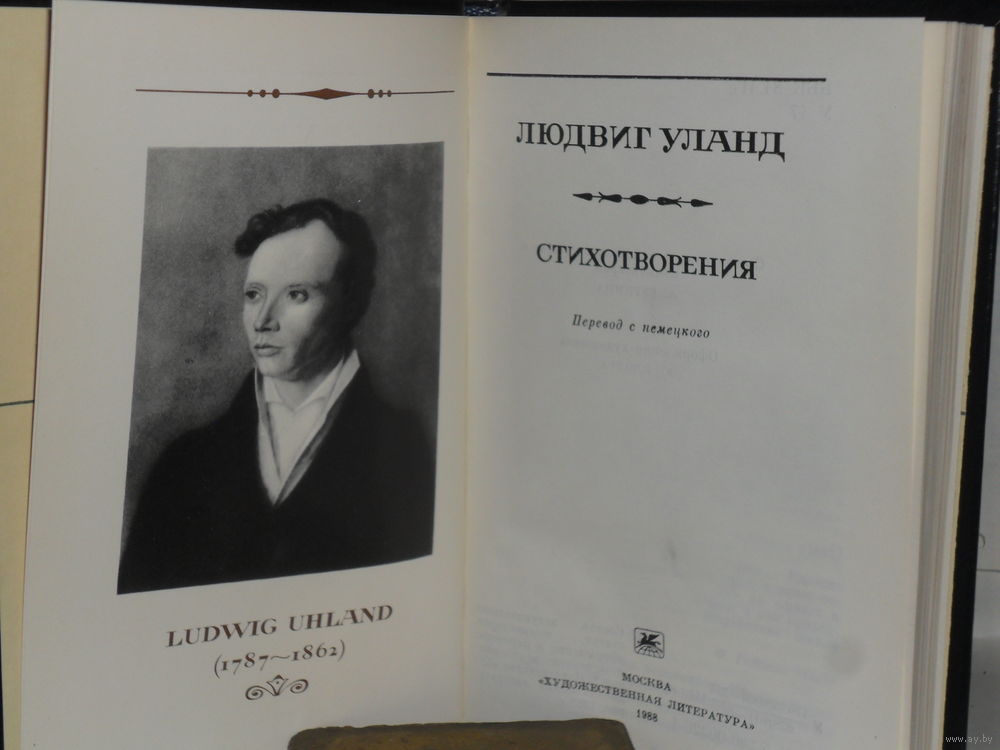 LUDWIG UHLAND
(1787~1862)
ЛЮДВИГ УЛАНД
СТИХОТВОРЕНИЯ
Перевод с немецкого
МОСКВА
«ХУДОЖЕСТВЕННАЯ ЛИТЕРАТУРА»
1988
www.ay.by